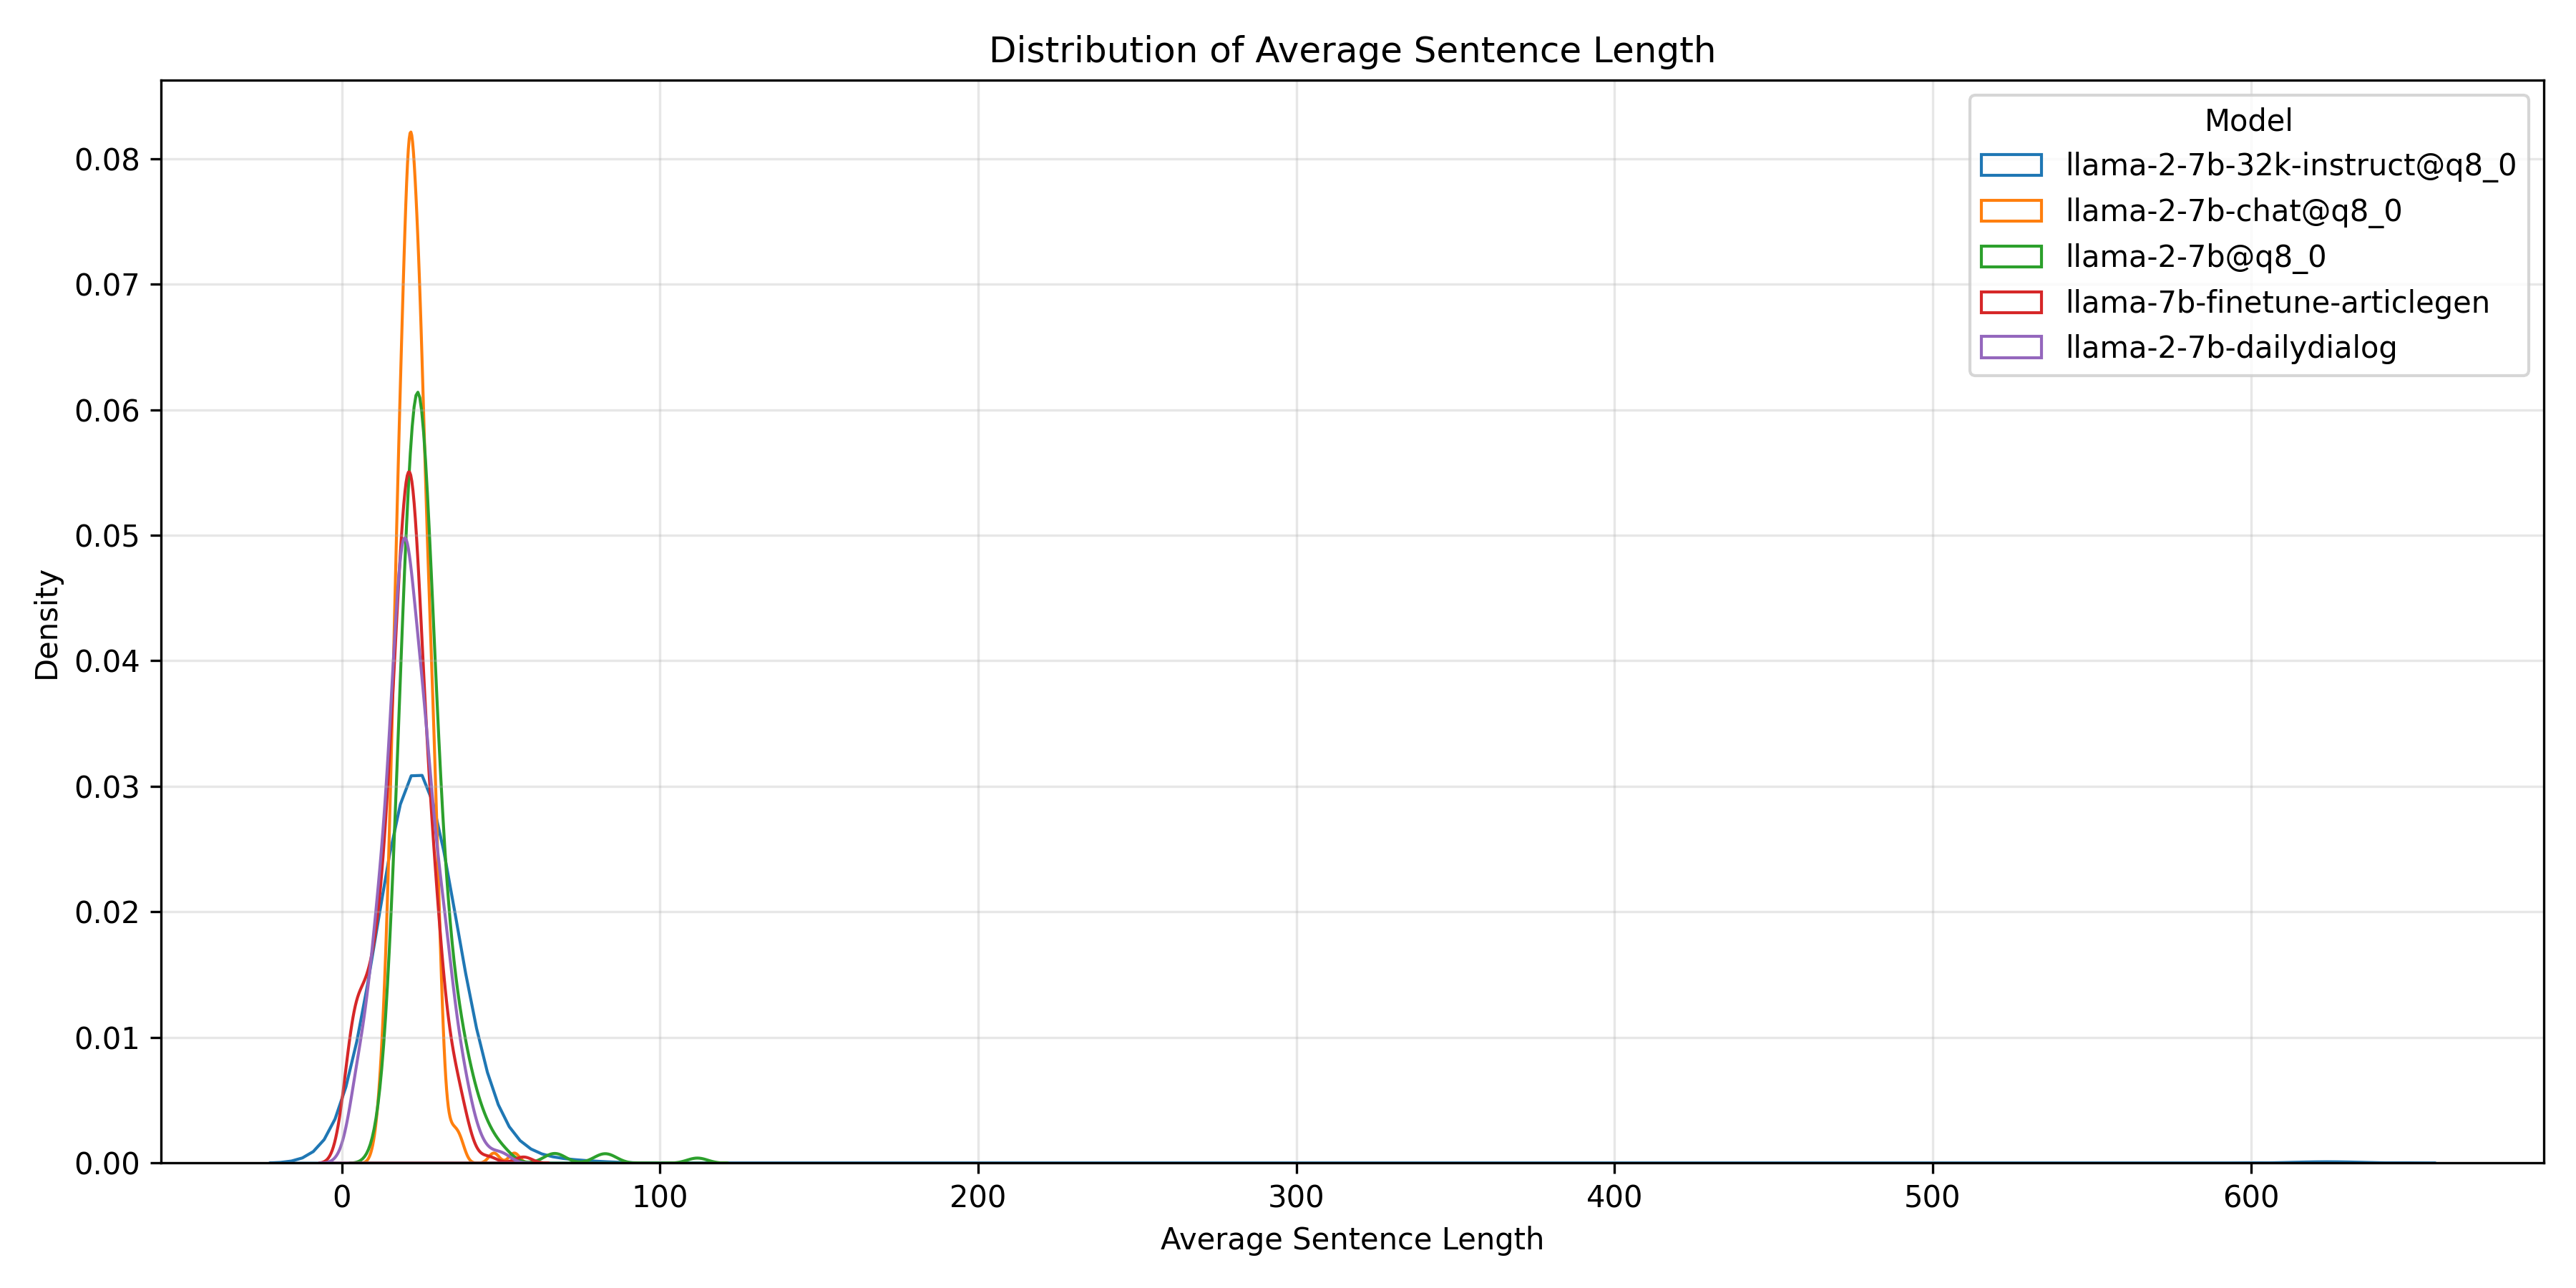 Distribution of Average Sentence Length
Model
llama-2-7b-32k-instruct@q8_0
llama-2-7b-chat@q8_0
llama-2-7b@q8_0
llama-7b-finetune-articlegen
llama-2-7b-dailydialog
Density
0.08
0.07
0.06
0.05
0.04
0.03
0.02
0.01
0.00
0 100 200 300 400 500 600
Average Sentence Length